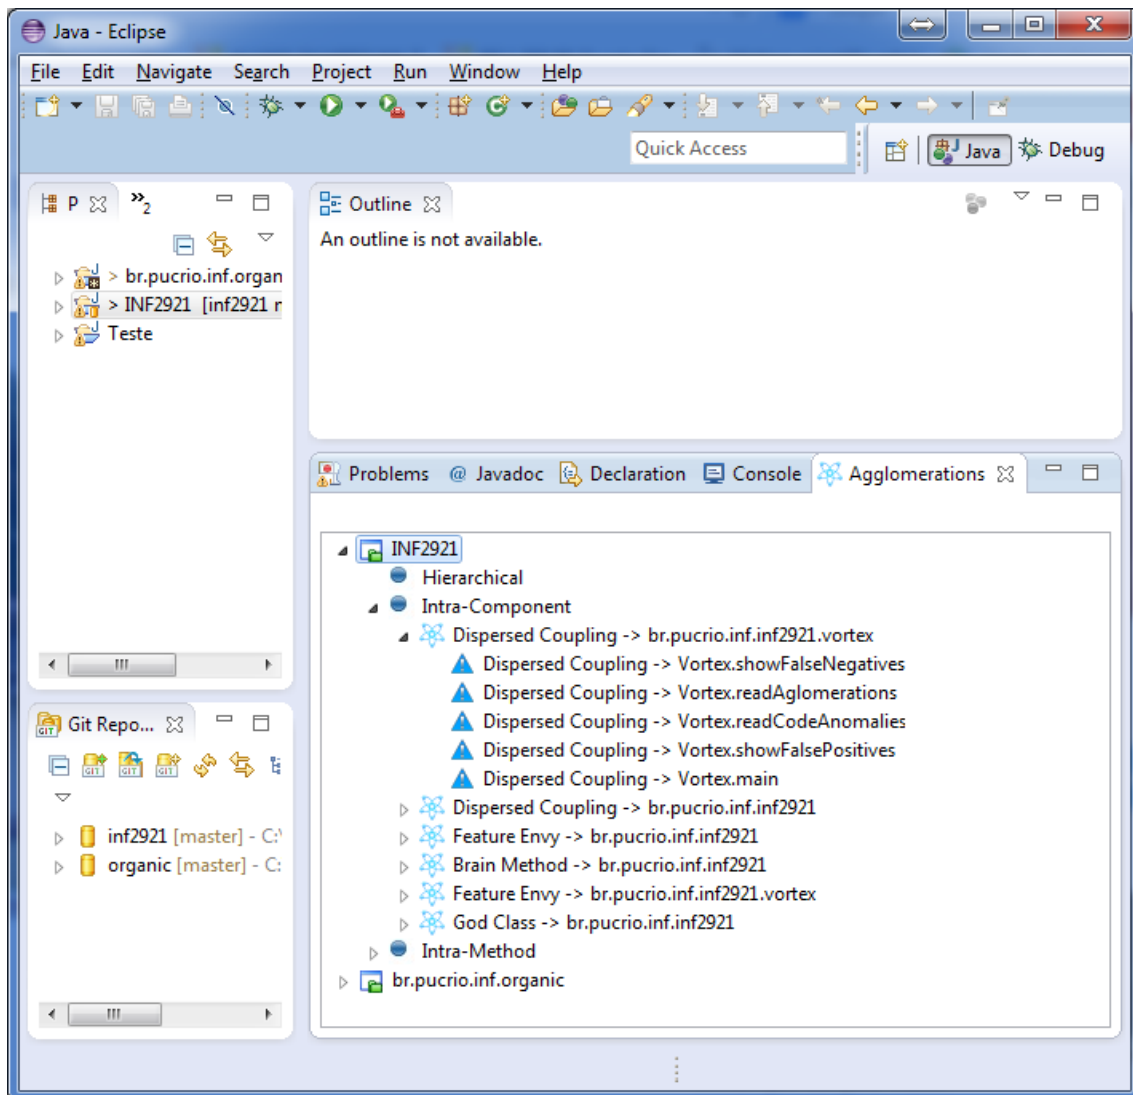 Java - Eclipse
File Edit Navigate Search Project Run Window Help
Quick Access
Java
Debug
P
»2
> br.pucrio.inf.organ
> INF2921 [inf2921 r
Teste
Outline
An outline is not available.
Problems @ Javadoc Declaration Console Agglomerations
INF2921
Hierarchical
Intra-Component
Dispersed Coupling -> br.pucrio.inf.inf2921.vortex
Dispersed Coupling -> Vortex.showFalseNegatives
Dispersed Coupling -> Vortex.readAglomerations
Dispersed Coupling -> Vortex.readCodeAnomalies
Dispersed Coupling -> Vortex.showFalsePositives
Dispersed Coupling -> Vortex.main
Dispersed Coupling -> br.pucrio.inf.inf2921
Feature Envy -> br.pucrio.inf.inf2921
Brain Method -> br.pucrio.inf.inf2921
Feature Envy -> br.pucrio.inf.inf2921.vortex
God Class -> br.pucrio.inf.inf2921
Intra-Method
br.pucrio.inf.organic
Git Repo...
GIT GIT GIT
inf2921 [master] - C:\
organic [master] - C: